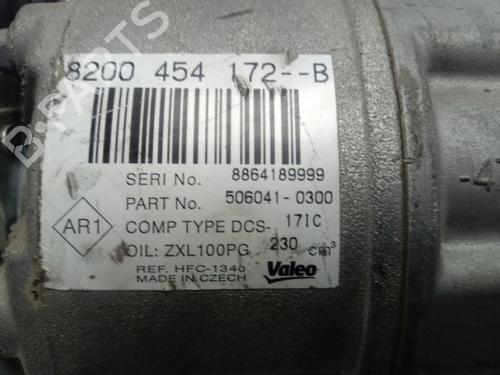 8200 454 172--B
SERI No. 8864189999
PART No. 506041-0300
AR1
COMP TYPE DCS-17IC
OIL: ZXL100PG 230 cm³
REF. HFC-134a
MADE IN CZECH
Valeo
B-PARTS